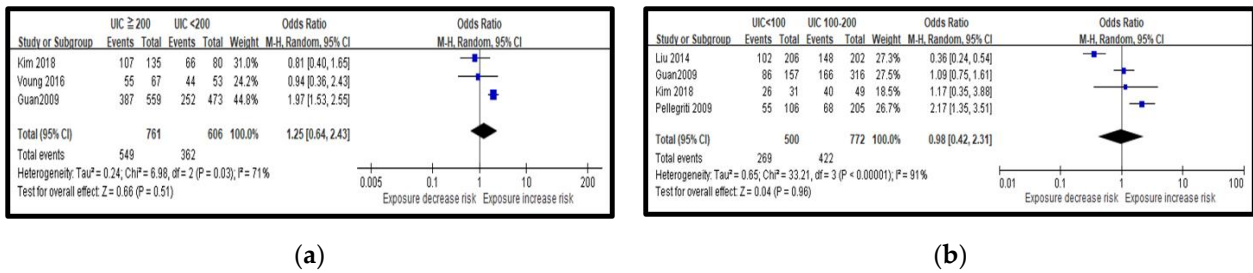 UIC ≧ 200 UIC <200 Odds Ratio Odds Ratio
Study or Subgroup Events Total Events Total Weight M-H, Random, 95% CI M-H, Random, 95% CI
Kim 2018 107 135 66 80 31.0% 0.81 [0.40, 1.65]
Voung 2016 55 67 44 53 24.2% 0.94 [0.36, 2.43]
Guan2009 387 559 252 473 44.8% 1.97 [1.53, 2.55]
Total (95% CI) 761 606 100.0% 1.25 [0.64, 2.43]
Total events 549 362
Heterogeneity: Tau² = 0.24; Chi² = 6.98, df = 2 (P = 0.03); I² = 71%
Test for overall effect: Z = 0.66 (P = 0.51)
0.005 0.1 1 10 200
Exposure decrease risk Exposure increase risk
(a)
UIC<100 UIC 100-200 Odds Ratio Odds Ratio
Study or Subgroup Events Total Events Total Weight M-H, Random, 95% CI M-H, Random, 95% CI
Liu 2014 102 206 148 202 27.3% 0.36 [0.24, 0.54]
Guan2009 86 157 166 316 27.5% 1.09 [0.75, 1.61]
Kim 2018 26 31 40 49 18.5% 1.17 [0.35, 3.88]
Pellegriti 2009 55 106 68 205 26.7% 2.17 [1.35, 3.51]
Total (95% CI) 500 772 100.0% 0.98 [0.42, 2.31]
Total events 269 422
Heterogeneity: Tau² = 0.65; Chi² = 33.21, df = 3 (P < 0.00001); I² = 91%
Test for overall effect: Z = 0.04 (P = 0.96)
0.01 0.1 1 10 100
Exposure decrease risk Exposure increase risk
(b)